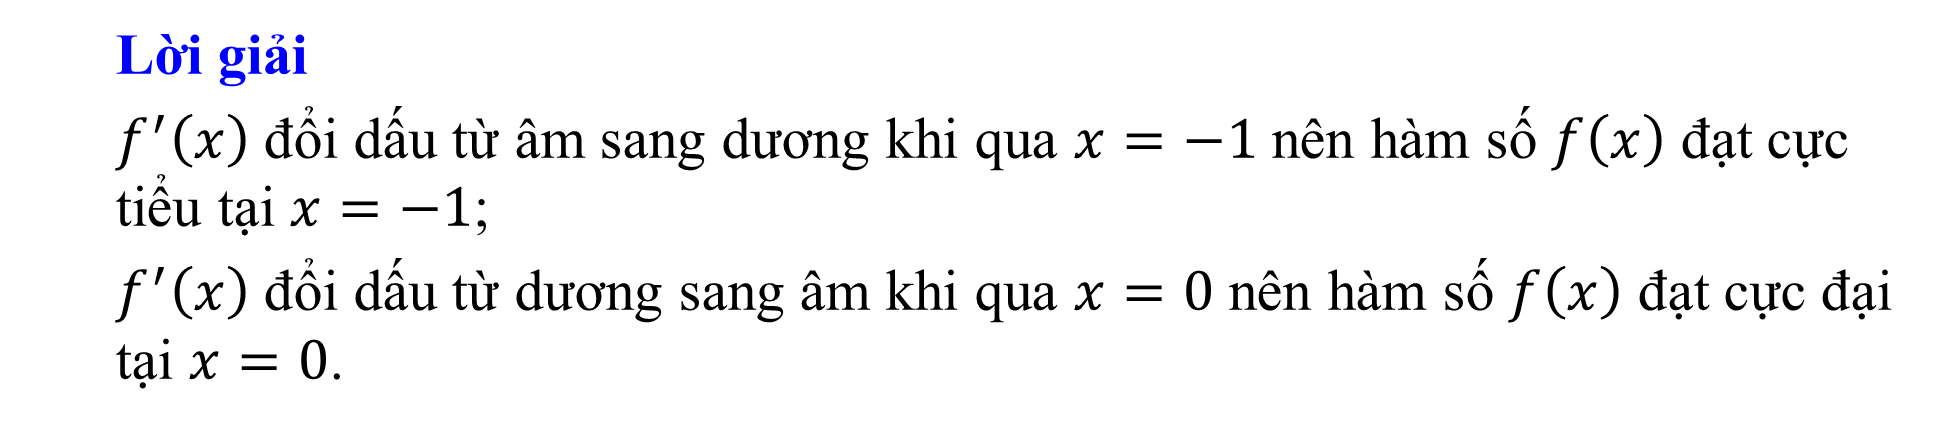 Lời giải
f′(x) đổi dấu từ âm sang dương khi qua x = −1 nên hàm số f(x) đạt cực
tiểu tại x = −1;
f′(x) đổi dấu từ dương sang âm khi qua x = 0 nên hàm số f(x) đạt cực đại
tại x = 0.